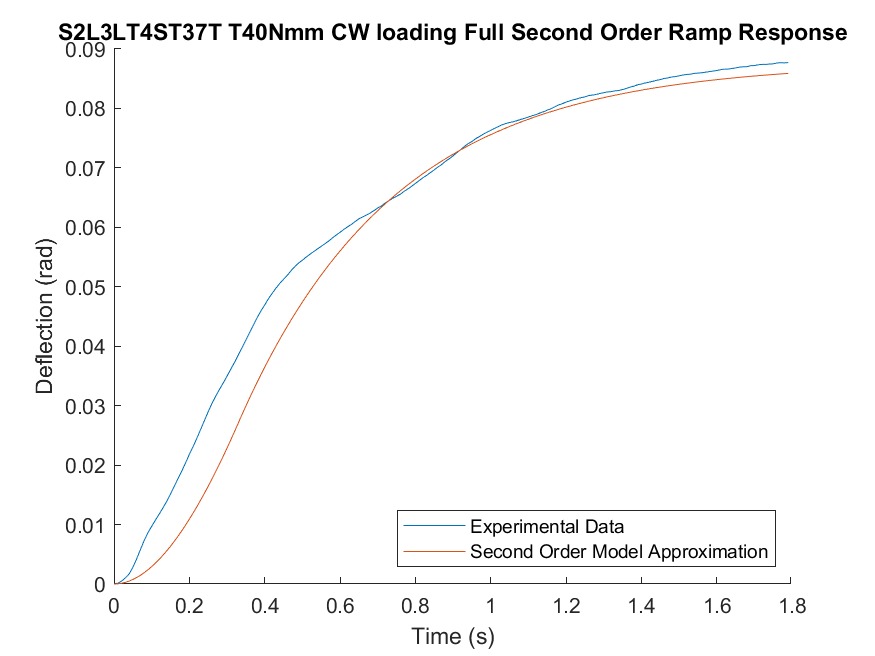 S2L3LT4ST37T T40Nmm CW loading Full Second Order Ramp Response
0.09
0.08
0.07
0.06
0.05
0.04
0.03
0.02
0.01
0
Deflection (rad)
Experimental Data
Second Order Model Approximation
0 0.2 0.4 0.6 0.8 1 1.2 1.4 1.6 1.8
Time (s)